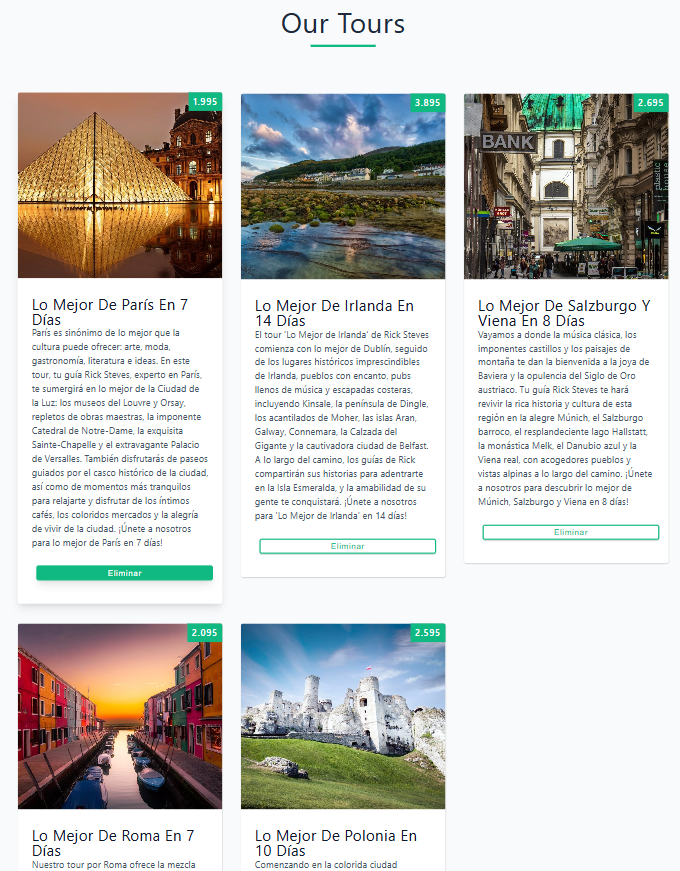 Our Tours
1.995
Lo Mejor De París En 7
Días
París es sinónimo de lo mejor que la
cultura puede ofrecer: arte, moda,
gastronomía, literatura e ideas. En este
tour, tu guía Rick Steves, experto en París,
te sumergirá en lo mejor de la Ciudad de
la Luz: los museos del Louvre y Orsay,
repletos de obras maestras, la imponente
Catedral de Notre-Dame, la exquisita
Sainte-Chapelle y el extravagante Palacio
de Versalles. También disfrutarás de paseos
guiados por el casco histórico de la ciudad,
así como de momentos más tranquilos
para relajarte y disfrutar de los íntimos
cafés, los coloridos mercados y la alegría
de vivir de la ciudad. ¡Únete a nosotros
para lo mejor de París en 7 días!
Eliminar
3.895
Lo Mejor De Irlanda En
14 Días
El tour 'Lo Mejor de Irlanda' de Rick Steves
comienza con lo mejor de Dublín, seguido
de los lugares históricos imprescindibles
de Irlanda, pueblos con encanto, pubs
llenos de música y escapadas costeras,
incluyendo Kinsale, la península de Dingle,
los acantilados de Moher, las islas Aran,
Galway, Connemara, la Calzada del
Gigante y la cautivadora ciudad de Belfast.
A lo largo del camino, los guías de Rick
compartirán sus historias para adentrarte
en la Isla Esmeralda, y la amabilidad de su
gente te conquistará. ¡Únete a nosotros
para 'Lo Mejor de Irlanda' en 14 días!
Eliminar
2.695
BANK
Lo Mejor De Salzburgo Y
Viena En 8 Días
Vayamos a donde la música clásica, los
imponentes castillos y los paisajes de
montaña te dan la bienvenida a la joya de
Baviera y la opulencia del Siglo de Oro
austriaco. Tu guía Rick Steves te hará
revivir la rica historia y cultura de esta
región en la alegre Múnich, el Salzburgo
barroco, el resplandeciente lago Hallstatt,
la monástica Melk, el Danubio azul y la
Viena real, con acogedores pueblos y
vistas alpinas a lo largo del camino. ¡Únete
a nosotros para descubrir lo mejor de
Múnich, Salzburgo y Viena en 8 días!
Eliminar
2.095
Lo Mejor De Roma En 7
Días
Nuestro tour por Roma ofrece la mezcla
2.595
Lo Mejor De Polonia En
10 Días
Comenzando en la colorida ciudad